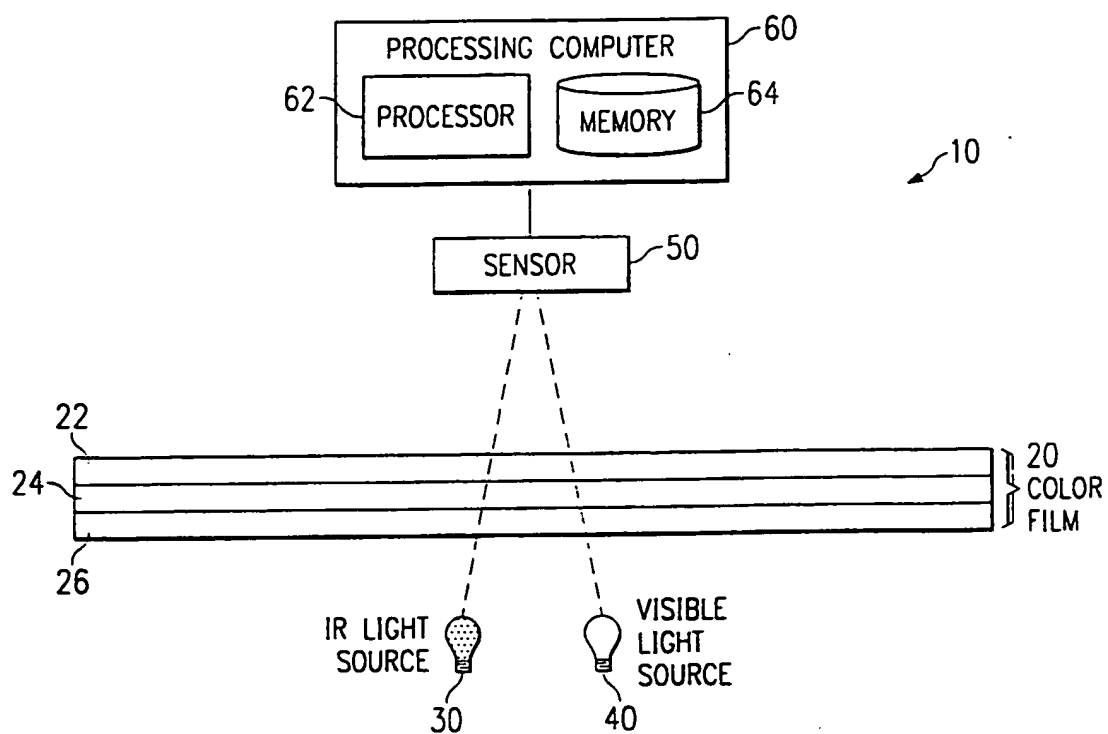 PROCESSING COMPUTER
60
62
PROCESSOR
MEMORY
64
10
SENSOR
50
22
24
26
20
COLOR
FILM
IR LIGHT
SOURCE
VISIBLE
LIGHT
SOURCE
30
40